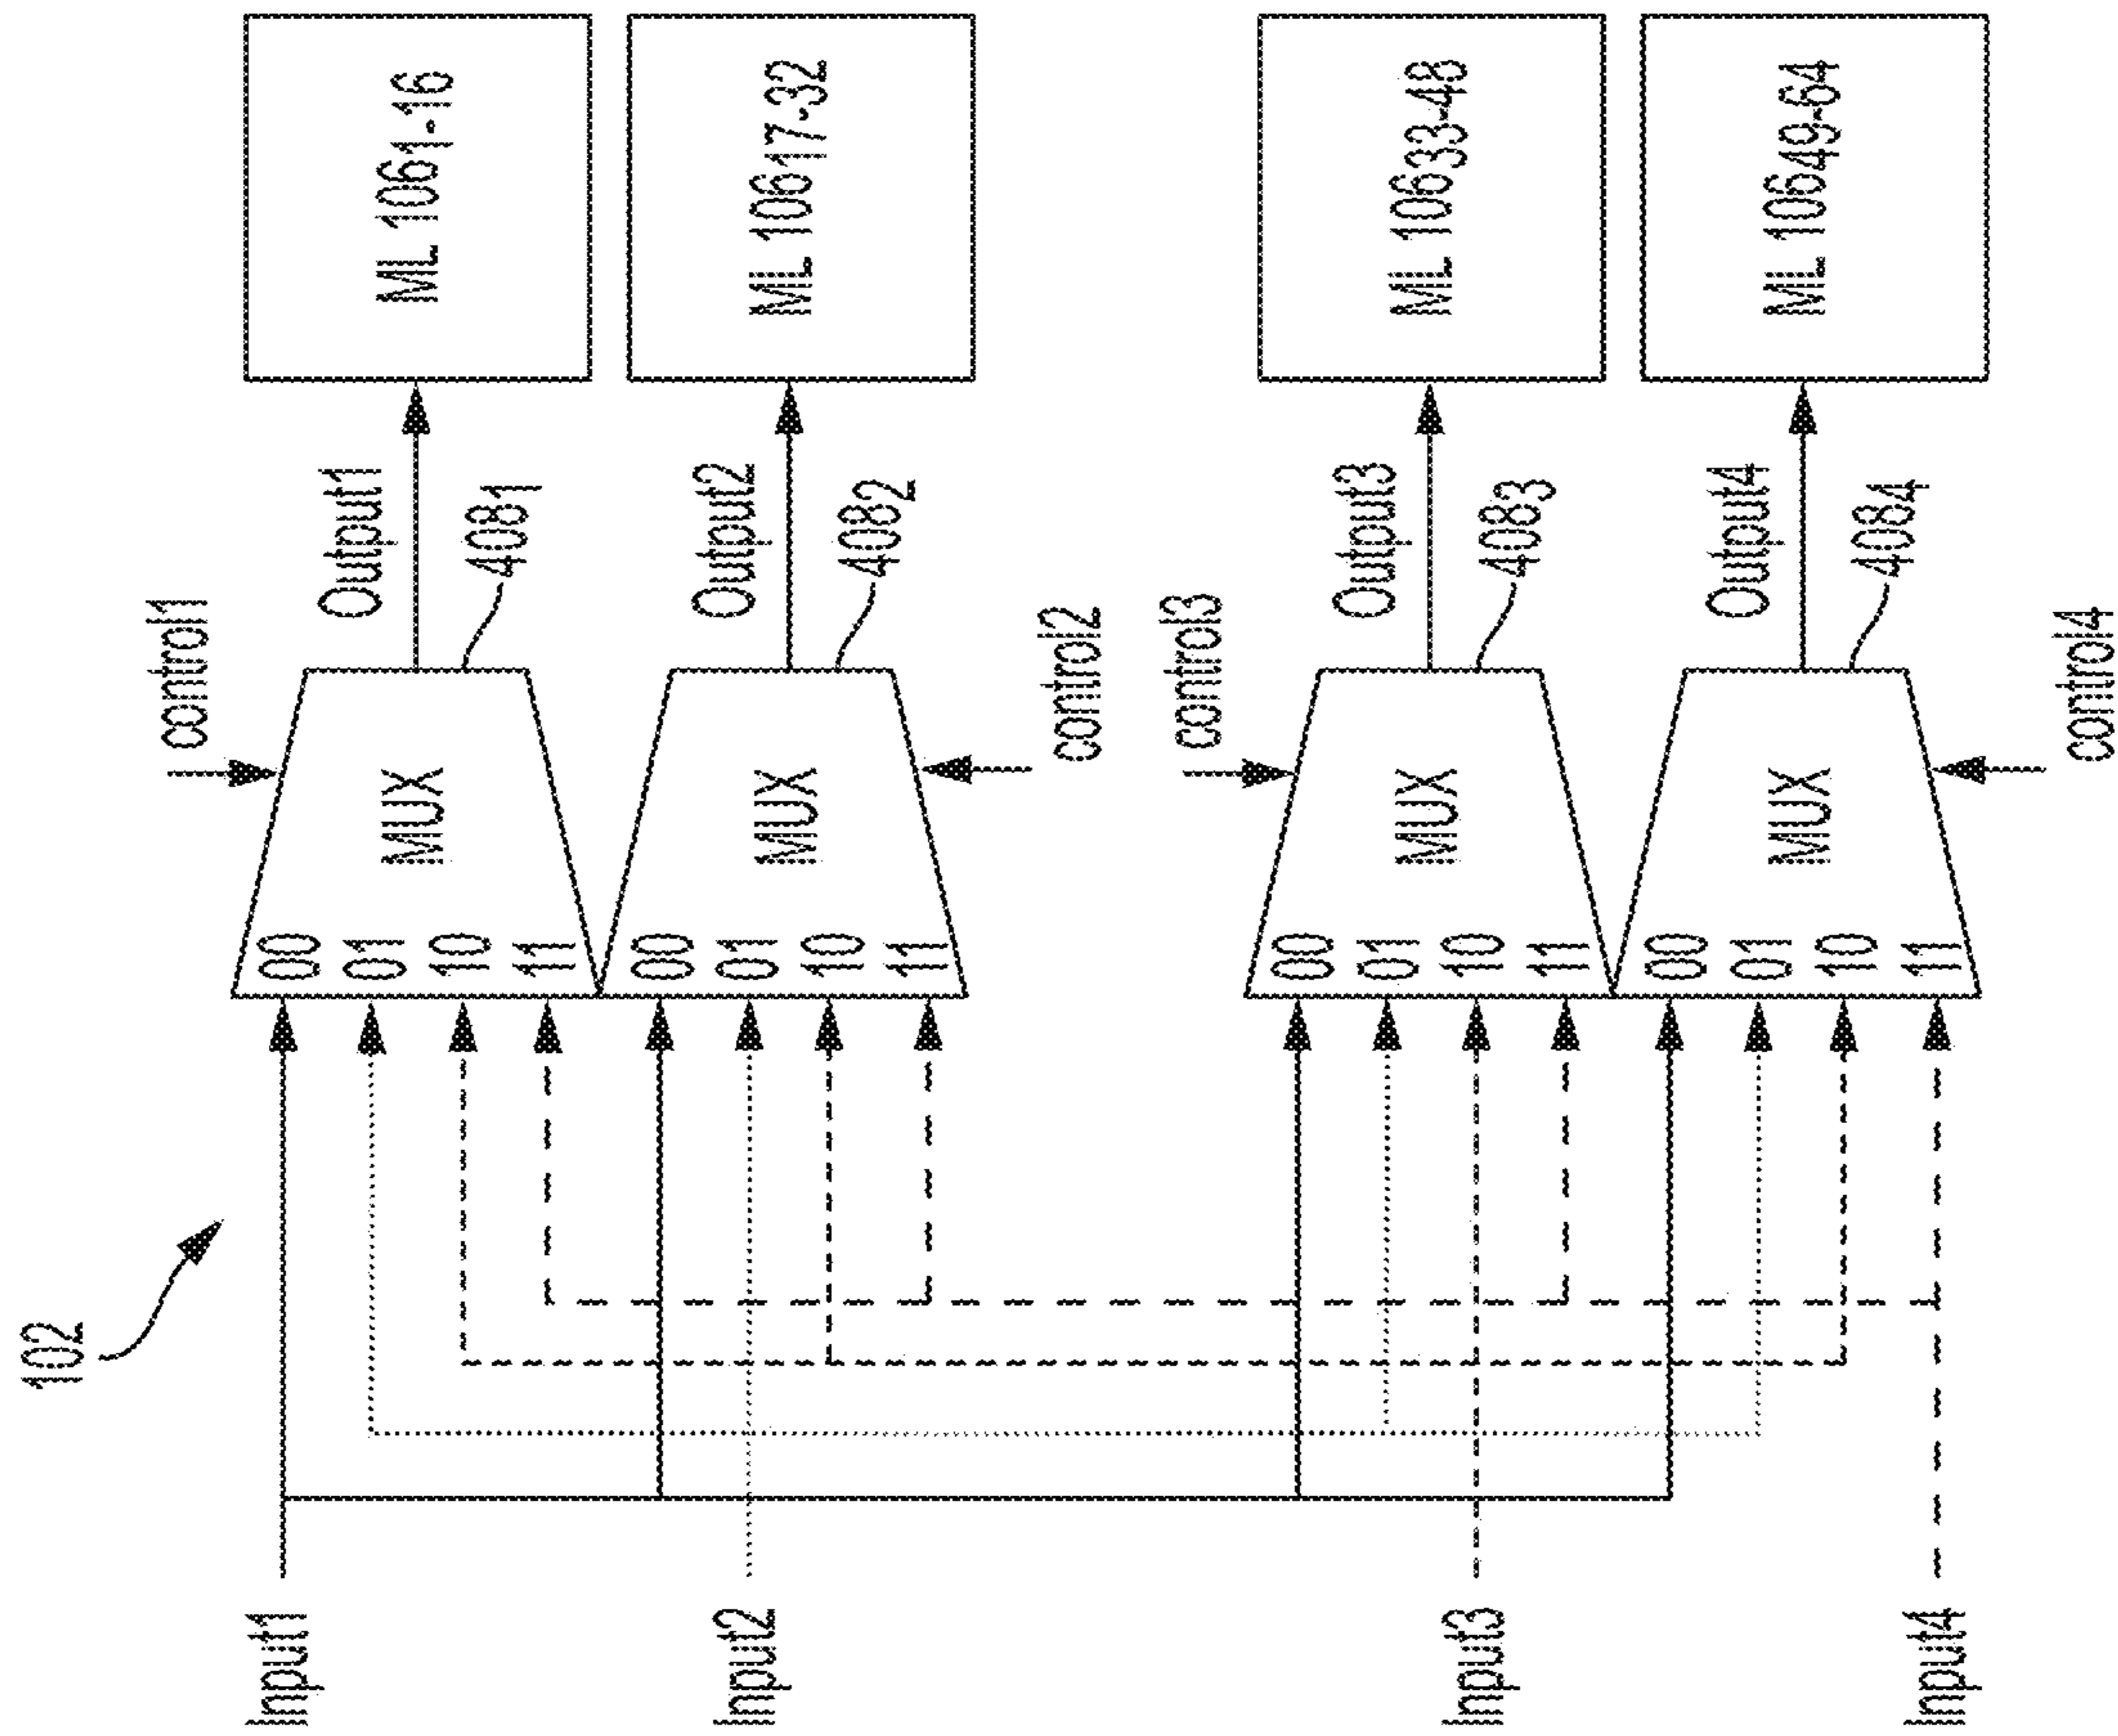 102
Input1
Input2
Input3
Input4
00
01
10
11
MUX
control1
Output1
408₁
ML 106₁₋₁₆
00
01
10
11
MUX
control2
Output2
408₂
ML 106₁₇₋₃₂
00
01
10
11
MUX
control3
Output3
408₃
ML 106₃₃₋₄₈
00
01
10
11
MUX
control4
Output4
408₄
ML 106₄₉₋₆₄